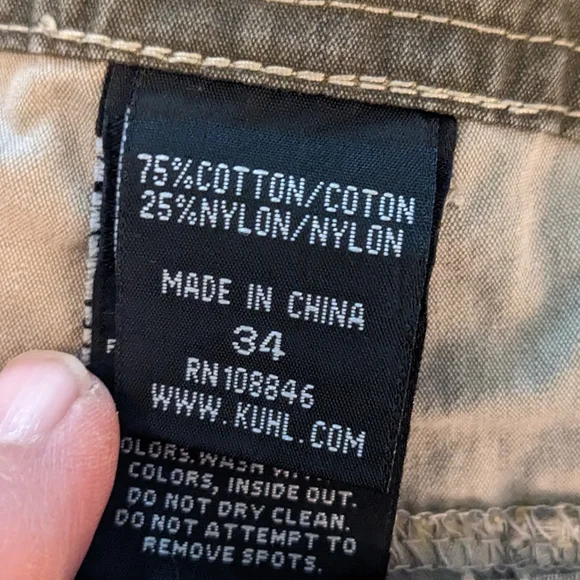 75%COTTON/COTON
25%NYLON/NYLON
MADE IN CHINA
34
RN108846
WWW.KUHL.COM
COLORS, INSIDE OUT.
DO NOT DRY CLEAN.
DO NOT ATTEMPT TO
REMOVE SPOTS.